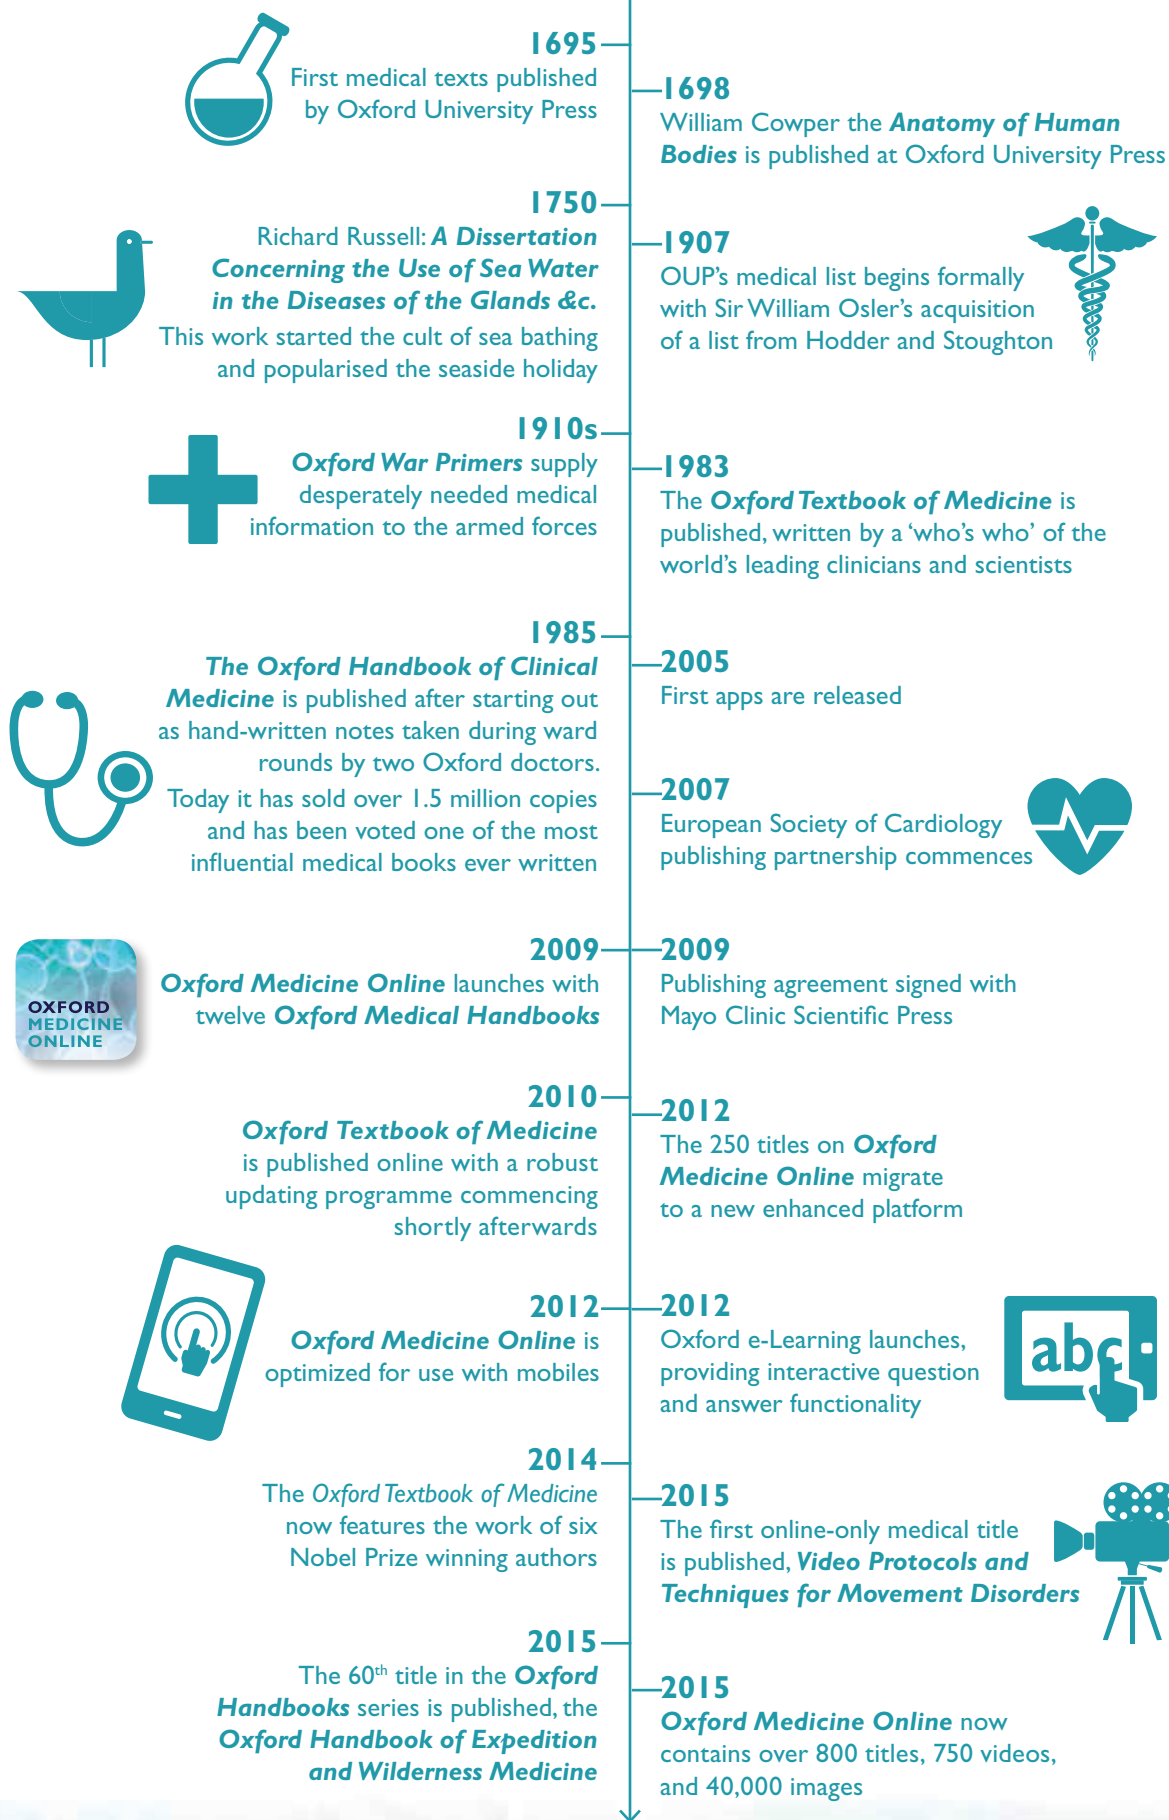 1695
First medical texts published
by Oxford University Press
1698
William Cowper the Anatomy of Human
Bodies is published at Oxford University Press
1750
Richard Russell: A Dissertation
Concerning the Use of Sea Water
in the Diseases of the Glands &c.
This work started the cult of sea bathing
and popularised the seaside holiday
1907
OUP’s medical list begins formally
with Sir William Osler’s acquisition
of a list from Hodder and Stoughton
1910s
Oxford War Primers supply
desperately needed medical
information to the armed forces
1983
The Oxford Textbook of Medicine is
published, written by a ‘who’s who’ of the
world’s leading clinicians and scientists
1985
The Oxford Handbook of Clinical
Medicine is published after starting out
as hand-written notes taken during ward
rounds by two Oxford doctors.
Today it has sold over 1.5 million copies
and has been voted one of the most
influential medical books ever written
2005
First apps are released
2007
European Society of Cardiology
publishing partnership commences
OXFORD
MEDICINE
ONLINE
2009
Oxford Medicine Online launches with
twelve Oxford Medical Handbooks
2009
Publishing agreement signed with
Mayo Clinic Scientific Press
2010
Oxford Textbook of Medicine
is published online with a robust
updating programme commencing
shortly afterwards
2012
The 250 titles on Oxford
Medicine Online migrate
to a new enhanced platform
2012
Oxford Medicine Online is
optimized for use with mobiles
2012
Oxford e-Learning launches,
providing interactive question
and answer functionality
abc
2014
The Oxford Textbook of Medicine
now features the work of six
Nobel Prize winning authors
2015
The first online-only medical title
is published, Video Protocols and
Techniques for Movement Disorders
2015
The 60th title in the Oxford
Handbooks series is published, the
Oxford Handbook of Expedition
and Wilderness Medicine
2015
Oxford Medicine Online now
contains over 800 titles, 750 videos,
and 40,000 images